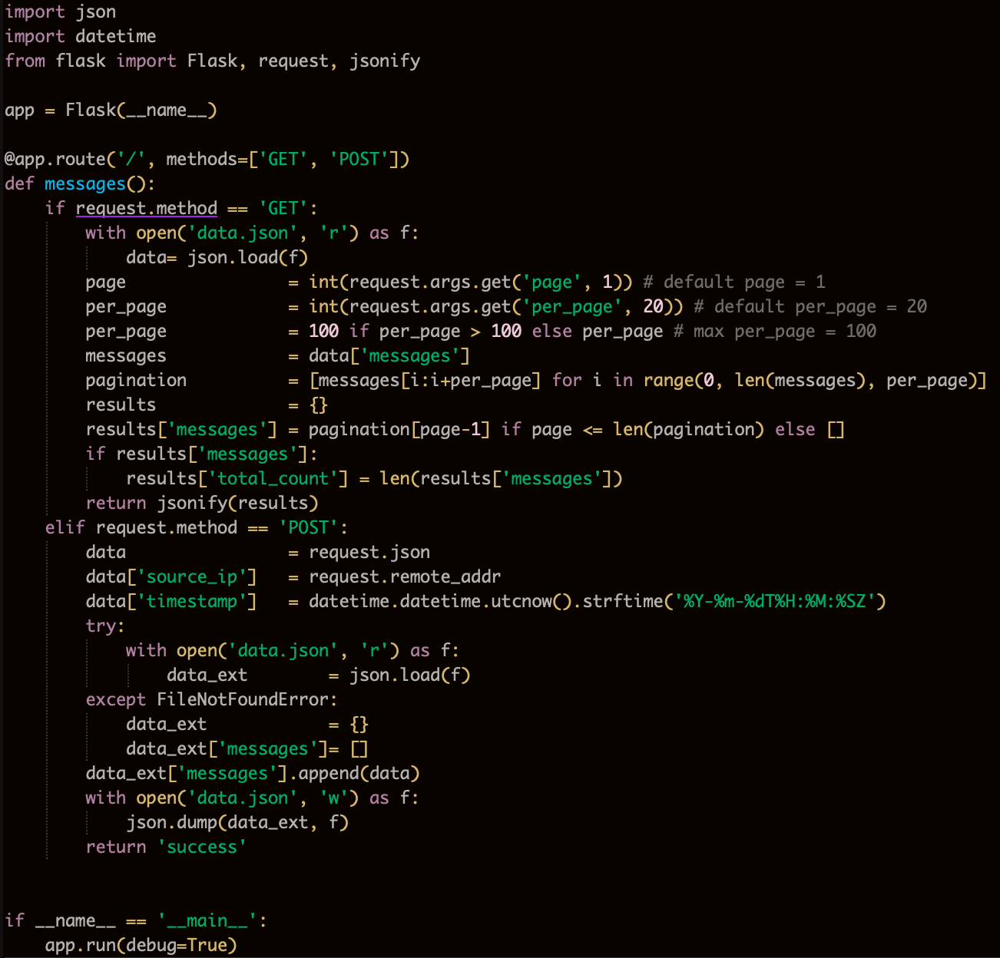 import json
import datetime
from flask import Flask, request, jsonify

app = Flask(__name__)

@app.route('/', methods=['GET', 'POST'])
def messages():
    if request.method == 'GET':
        with open('data.json', 'r') as f:
            data= json.load(f)
        page                = int(request.args.get('page', 1)) # default page = 1
        per_page            = int(request.args.get('per_page', 20)) # default per_page = 20
        per_page            = 100 if per_page > 100 else per_page # max per_page = 100
        messages            = data['messages']
        pagination          = [messages[i:i+per_page] for i in range(0, len(messages), per_page)]
        results             = {}
        results['messages'] = pagination[page-1] if page <= len(pagination) else []
        if results['messages']:
            results['total_count'] = len(results['messages'])
        return jsonify(results)
    elif request.method == 'POST':
        data                = request.json
        data['source_ip']   = request.remote_addr
        data['timestamp']   = datetime.datetime.utcnow().strftime('%Y-%m-%dT%H:%M:%SZ')
        try:
            with open('data.json', 'r') as f:
                data_ext        = json.load(f)
        except FileNotFoundError:
            data_ext            = {}
            data_ext['messages']= []
        data_ext['messages'].append(data)
        with open('data.json', 'w') as f:
            json.dump(data_ext, f)
        return 'success'


if __name__ == '__main__':
    app.run(debug=True)